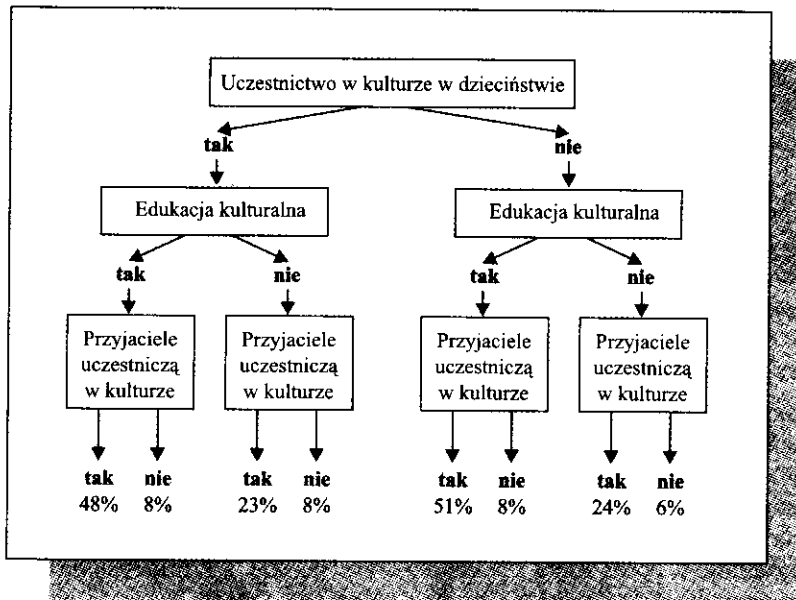 Uczestnictwo w kulturze w dzieciństwie
tak nie
Edukacja kulturalna Edukacja kulturalna
tak nie tak nie
Przyjaciele Przyjaciele Przyjaciele Przyjaciele
uczestniczą uczestniczą uczestniczą uczestniczą
w kulturze w kulturze w kulturze w kulturze
tak nie tak nie tak nie tak nie
48% 8% 23% 8% 51% 8% 24% 6%